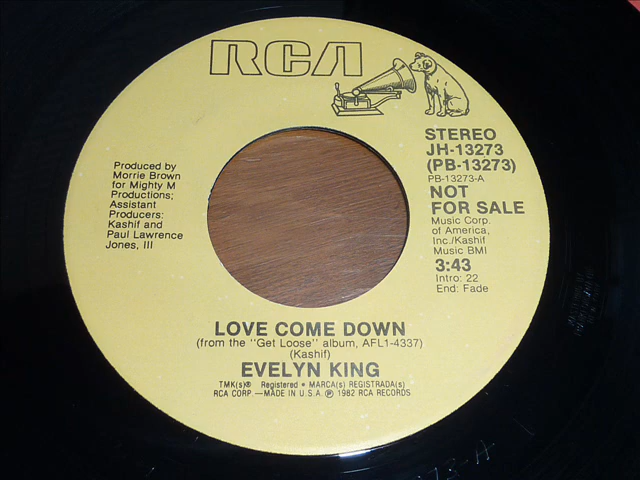 RCA
STEREO
JH-13273
(PB-13273)
PB-13273-A
NOT
FOR SALE
Music Corp.
of America,
Inc./Kashif
Music BMI
3:43
Intro: 22
End: Fade
Produced by
Morrie Brown
for Mighty M
Productions;
Assistant
Producers:
Kashif and
Paul Lawrence
Jones, III
LOVE COME DOWN
(from the "Get Loose" album, AFL1-4337)
(Kashif)
EVELYN KING
TMK(s)® Registered • MARCA(s) REGISTRADA(s)
RCA CORP.—MADE IN U.S.A. ℗ 1982 RCA RECORDS